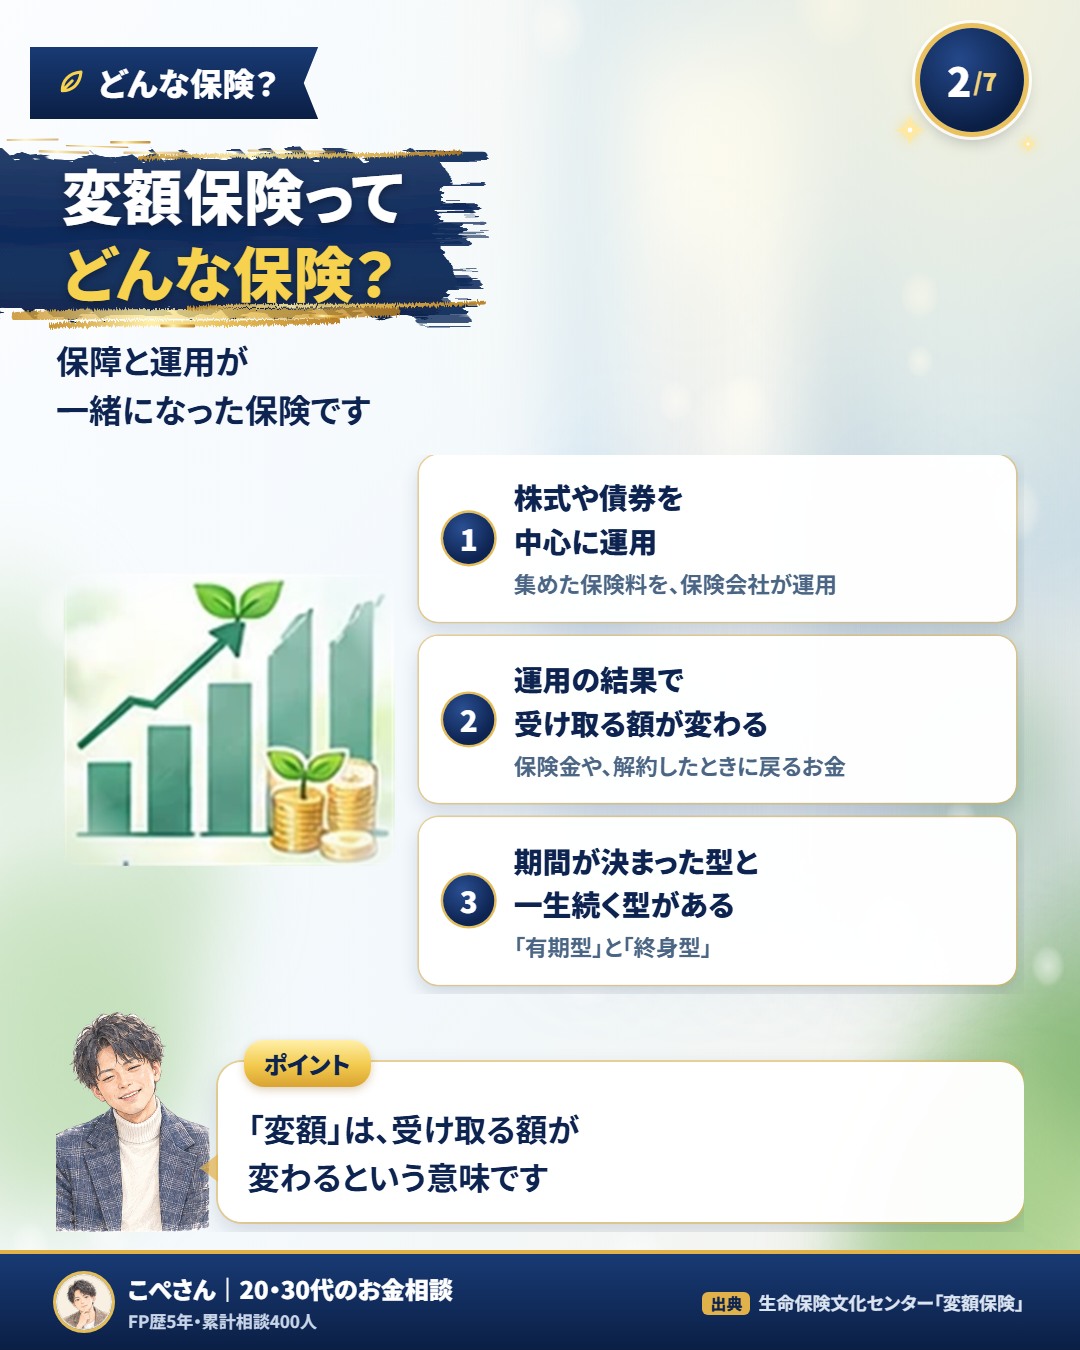 どんな保険?
2/7
変額保険って
どんな保険?
保障と運用が
一緒になった保険です
1
株式や債券を
中心に運用
集めた保険料を、保険会社が運用
2
運用の結果で
受け取る額が変わる
保険金や、解約したときに戻るお金
3
期間が決まった型と
一生続く型がある
「有期型」と「終身型」
ポイント
「変額」は、受け取る額が
変わるという意味です
こぺさん｜20・30代のお金相談
FP歴5年・累計相談400人
出典 生命保険文化センター「変額保険」